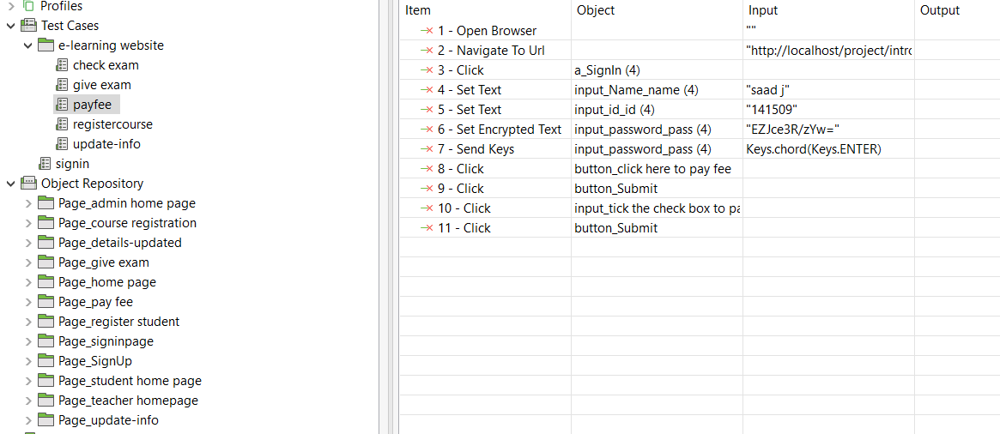 Profiles
Test Cases
e-learning website
check exam
give exam
payfee
registercourse
update-info
signin
Object Repository
Page_admin home page
Page_course registration
Page_details-updated
Page_give exam
Page_home page
Page_pay fee
Page_register student
Page_signinpage
Page_SignUp
Page_student home page
Page_teacher homepage
Page_update-info
Item Object Input Output
1 - Open Browser ""
2 - Navigate To Url "http://localhost/project/intro
3 - Click a_SignIn (4)
4 - Set Text input_Name_name (4) "saad j"
5 - Set Text input_id_id (4) "141509"
6 - Set Encrypted Text input_password_pass (4) "EZJce3R/zYw="
7 - Send Keys input_password_pass (4) Keys.chord(Keys.ENTER)
8 - Click button_click here to pay fee
9 - Click button_Submit
10 - Click input_tick the check box to pa
11 - Click button_Submit